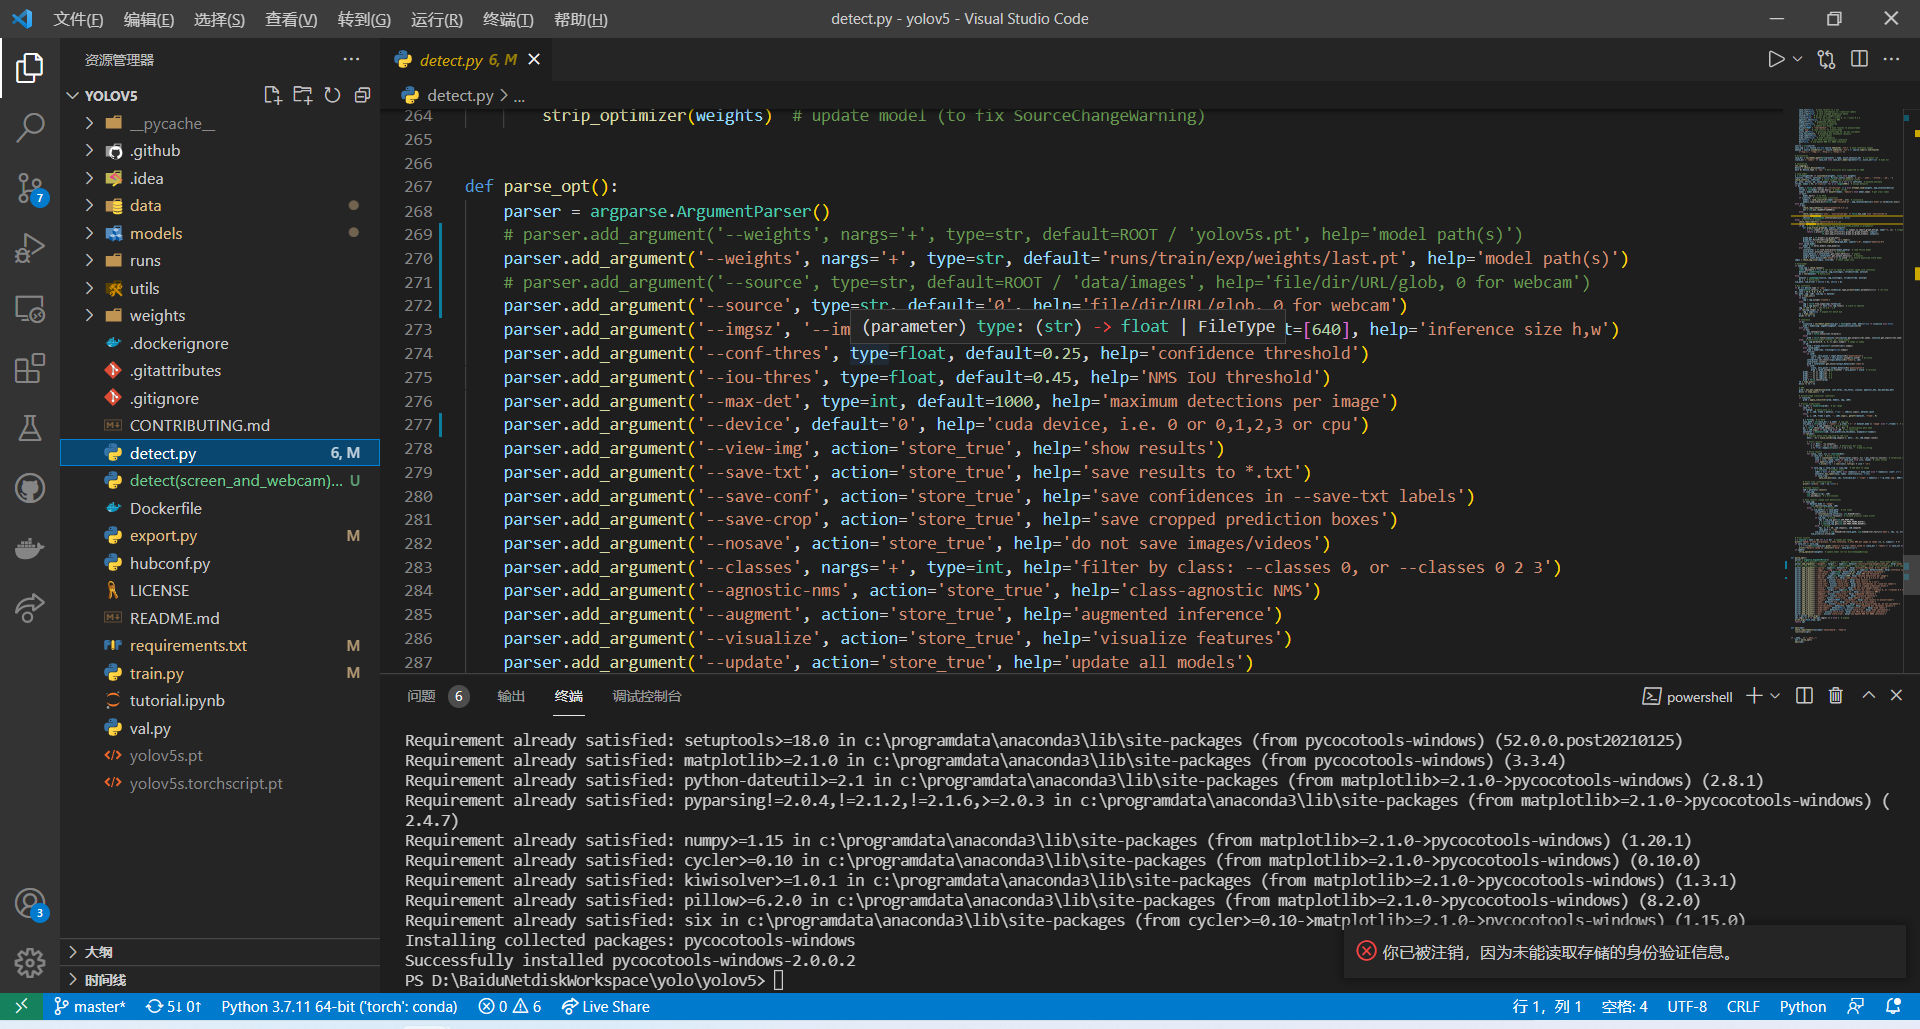 文件(F) 编辑(E) 选择(S) 查看(V) 转到(G) 运行(R) 终端(T) 帮助(H) detect.py - yolov5 - Visual Studio Code
资源管理器
YOLOV5
__pycache__
.github
.idea
data
models
runs
utils
weights
.dockerignore
.gitattributes
.gitignore
CONTRIBUTING.md
detect.py 6, M
detect(screen_and_webcam)... U
Dockerfile
export.py M
hubconf.py
LICENSE
README.md
requirements.txt M
train.py M
tutorial.ipynb
val.py
yolov5s.pt
yolov5s.torchscript.pt
大纲
时间线
7
3
detect.py 6, M
detect.py > ...
264 strip_optimizer(weights) # update model (to fix SourceChangeWarning)
265
266
267 def parse_opt():
268 parser = argparse.ArgumentParser()
269 # parser.add_argument('--weights', nargs='+', type=str, default=ROOT / 'yolov5s.pt', help='model path(s)')
270 parser.add_argument('--weights', nargs='+', type=str, default='runs/train/exp/weights/last.pt', help='model path(s)')
271 # parser.add_argument('--source', type=str, default=ROOT / 'data/images', help='file/dir/URL/glob, 0 for webcam')
272 parser.add_argument('--source', type=str, default='0', help='file/dir/URL/glob, 0 for webcam')
273 parser.add_argument('--imgsz', '--im t=[640], help='inference size h,w')
(parameter) type: (str) -> float | FileType
274 parser.add_argument('--conf-thres', type=float, default=0.25, help='confidence threshold')
275 parser.add_argument('--iou-thres', type=float, default=0.45, help='NMS IoU threshold')
276 parser.add_argument('--max-det', type=int, default=1000, help='maximum detections per image')
277 parser.add_argument('--device', default='0', help='cuda device, i.e. 0 or 0,1,2,3 or cpu')
278 parser.add_argument('--view-img', action='store_true', help='show results')
279 parser.add_argument('--save-txt', action='store_true', help='save results to *.txt')
280 parser.add_argument('--save-conf', action='store_true', help='save confidences in --save-txt labels')
281 parser.add_argument('--save-crop', action='store_true', help='save cropped prediction boxes')
282 parser.add_argument('--nosave', action='store_true', help='do not save images/videos')
283 parser.add_argument('--classes', nargs='+', type=int, help='filter by class: --classes 0, or --classes 0 2 3')
284 parser.add_argument('--agnostic-nms', action='store_true', help='class-agnostic NMS')
285 parser.add_argument('--augment', action='store_true', help='augmented inference')
286 parser.add_argument('--visualize', action='store_true', help='visualize features')
287 parser.add_argument('--update', action='store_true', help='update all models')
问题 6 输出 终端 调试控制台 powershell
Requirement already satisfied: setuptools>=18.0 in c:\programdata\anaconda3\lib\site-packages (from pycocotools-windows) (52.0.0.post20210125)
Requirement already satisfied: matplotlib>=2.1.0 in c:\programdata\anaconda3\lib\site-packages (from pycocotools-windows) (3.3.4)
Requirement already satisfied: python-dateutil>=2.1 in c:\programdata\anaconda3\lib\site-packages (from matplotlib>=2.1.0->pycocotools-windows) (2.8.1)
Requirement already satisfied: pyparsing!=2.0.4,!=2.1.2,!=2.1.6,>=2.0.3 in c:\programdata\anaconda3\lib\site-packages (from matplotlib>=2.1.0->pycocotools-windows) (
2.4.7)
Requirement already satisfied: numpy>=1.15 in c:\programdata\anaconda3\lib\site-packages (from matplotlib>=2.1.0->pycocotools-windows) (1.20.1)
Requirement already satisfied: cycler>=0.10 in c:\programdata\anaconda3\lib\site-packages (from matplotlib>=2.1.0->pycocotools-windows) (0.10.0)
Requirement already satisfied: kiwisolver>=1.0.1 in c:\programdata\anaconda3\lib\site-packages (from matplotlib>=2.1.0->pycocotools-windows) (1.3.1)
Requirement already satisfied: pillow>=6.2.0 in c:\programdata\anaconda3\lib\site-packages (from matplotlib>=2.1.0->pycocotools-windows) (8.2.0)
Requirement already satisfied: six in c:\programdata\anaconda3\lib\site-packages (from cycler>=0.10->matplotlib>=2.1.0->pycocotools-windows) (1.15.0)
Installing collected packages: pycocotools-windows
Successfully installed pycocotools-windows-2.0.0.2
PS D:\BaiduNetdiskWorkspace\yolo\yolov5>
你已被注销，因为未能读取存储的身份验证信息。
master* 5↓ 0↑ Python 3.7.11 64-bit ('torch': conda) 0 6 Live Share 行 1，列 1 空格: 4 UTF-8 CRLF Python